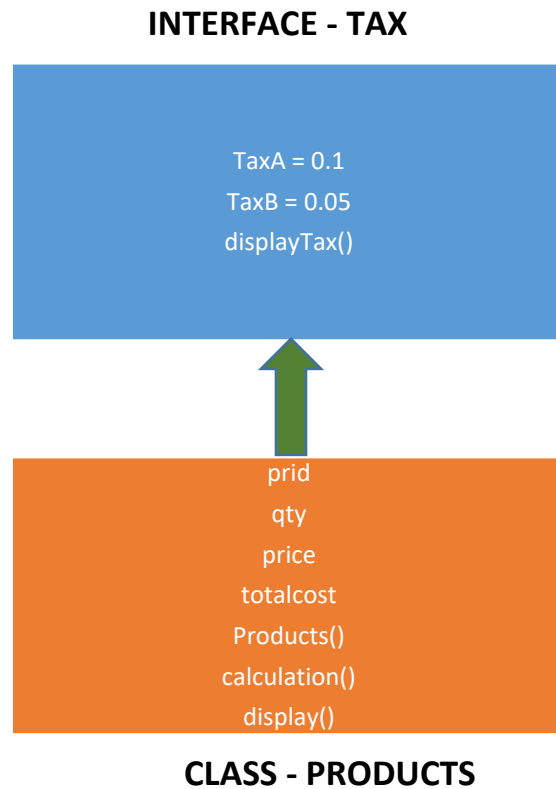 INTERFACE - TAX
TaxA = 0.1
TaxB = 0.05
displayTax()
prid
qty
price
totalcost
Products()
calculation()
display()
CLASS - PRODUCTS